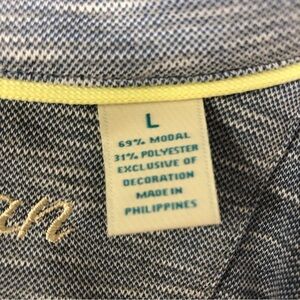 L
69% MODAL
31% POLYESTER
EXCLUSIVE OF
DECORATION
MADE IN
PHILIPPINES